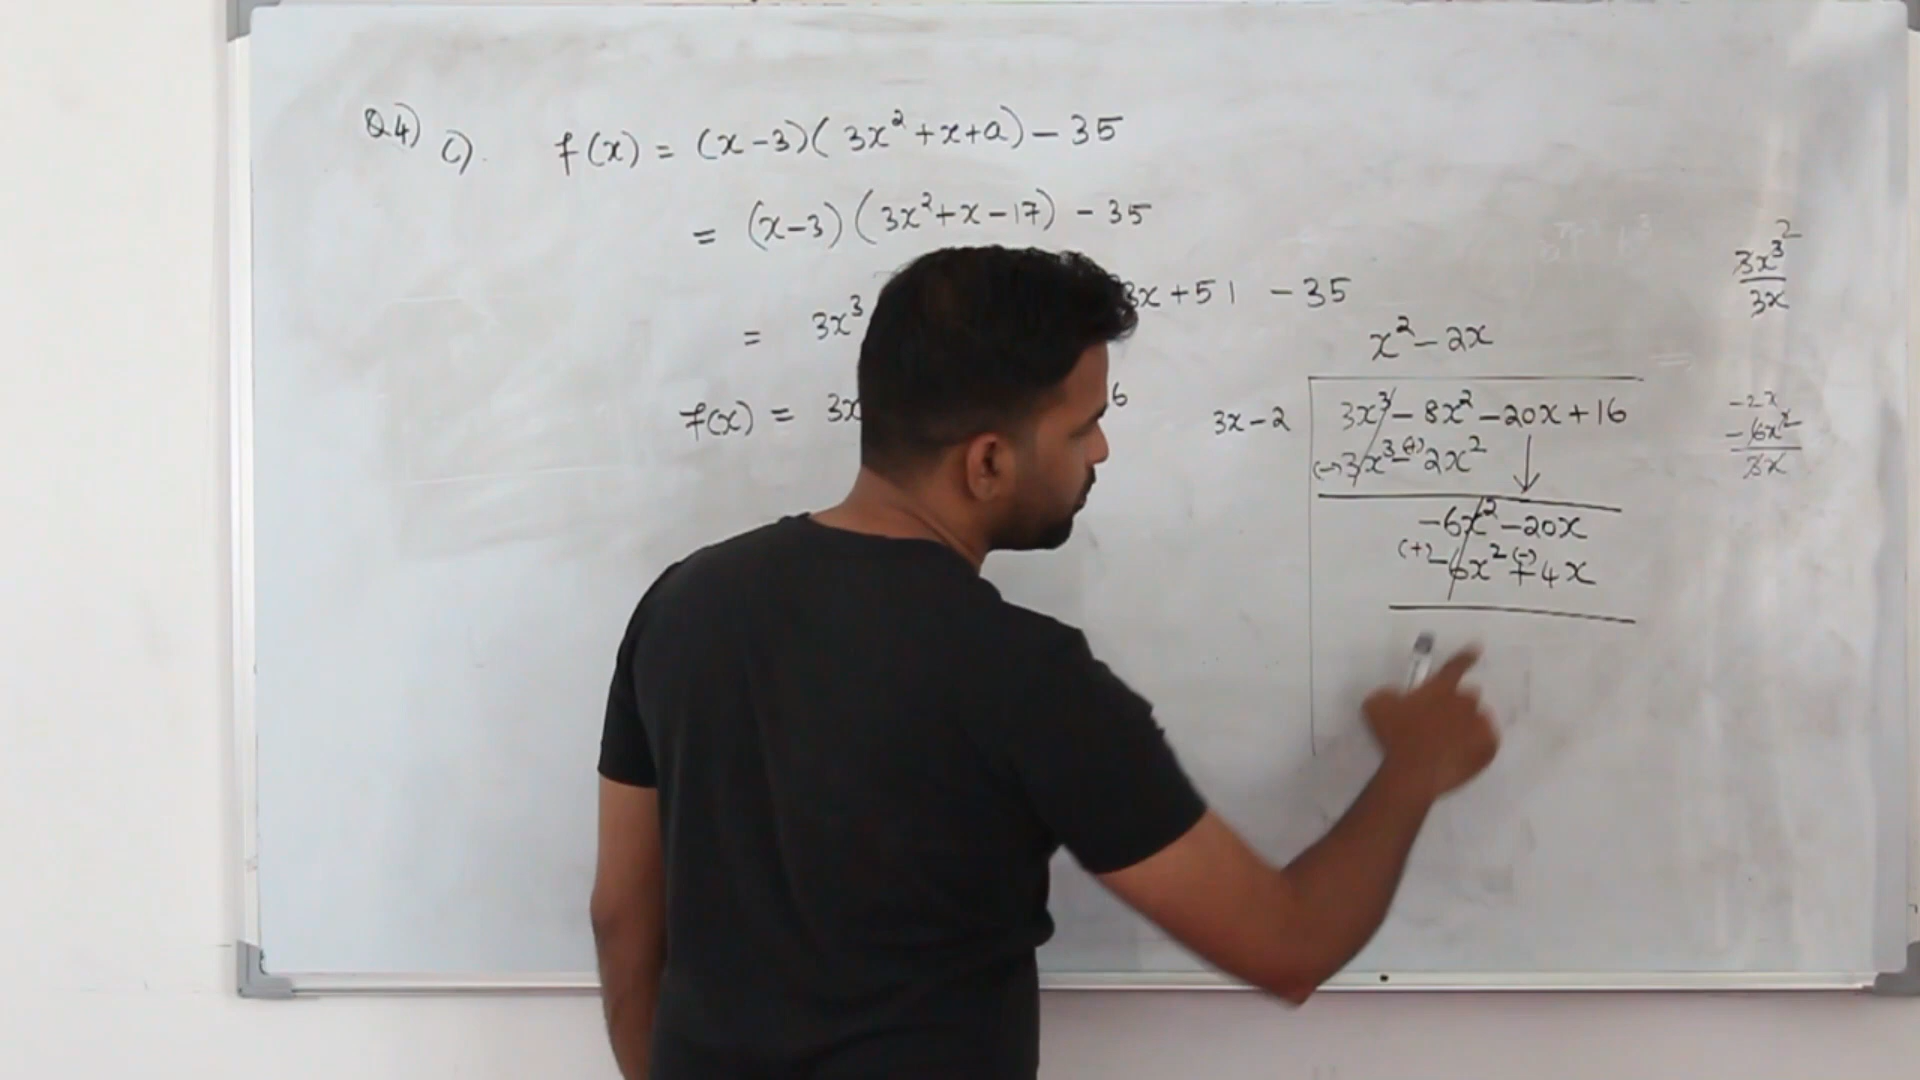 Q4) c). f(x) = (x-3)(3x²+x+a)-35
= (x-3)(3x²+x-17) - 35
= 3x³ 3x+51 -35
f(x) = 3x 6
x²-2x
3x-2 3x³-8x²-20x+16
(-)3x³-(+)2x²
-6x²-20x
(+)-6x²(-)+4x
3x³ 2
3x
-2x
-6x²
3x